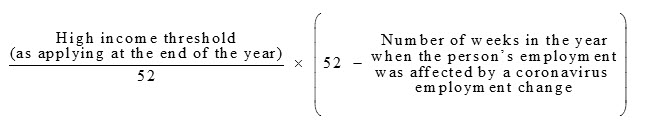 High income threshold
(as applying at the end of the year)
52
×
52 –
Number of weeks in the year
when the person's employment
was affected by a coronavirus
employment change